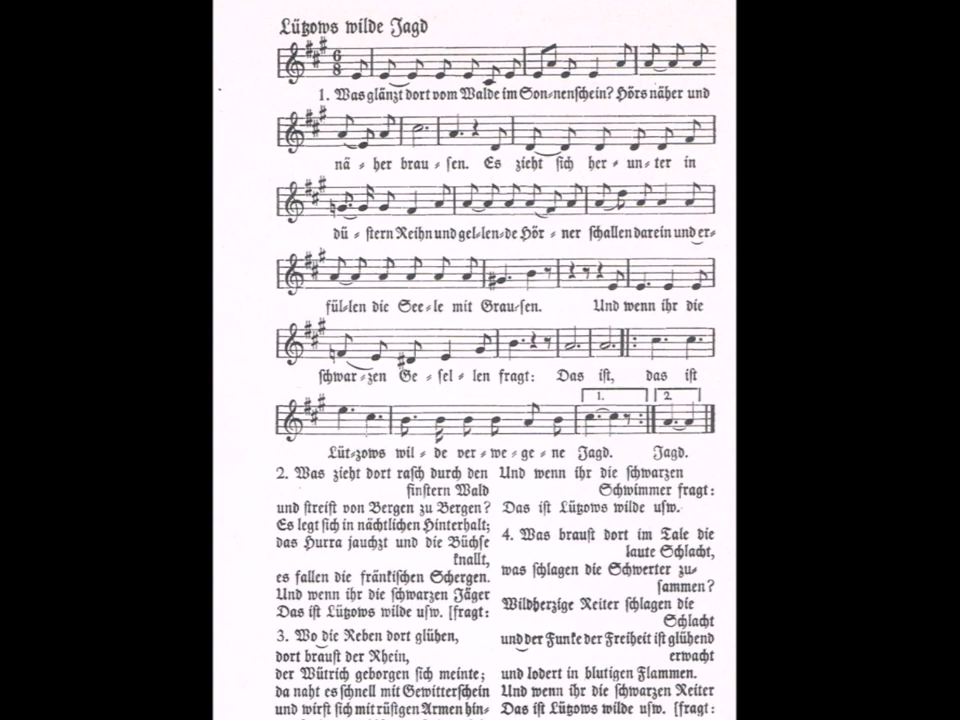 Lützows wilde Jagd
6
8
1. Was glänzt dort vom Walde im Son-nenschein? Hörs näher und
nä - her brau - sen. Es zieht sich her - un - ter in
dü - stern Reihn und gel-len-de Hör - ner schallen darein und er-
fül-len die See-le mit Grau-sen. Und wenn ihr die
schwar-zen Ge - sel - len fragt: Das ist, das ist
1. 2.
Lüt-zows wil - de ver - we - ge - ne Jagd. Jagd.
2. Was zieht dort rasch durch den
finstern Wald
und streift von Bergen zu Bergen?
Es legt sich in nächtlichen Hinterhalt;
das Hurra jauchzt und die Büchse
knallt,
es fallen die fränkischen Schergen.
Und wenn ihr die schwarzen Jäger
Das ist Lützows wilde usw. [fragt:
3. Wo die Reben dort glühen,
dort braust der Rhein,
der Wütrich geborgen sich meinte;
da naht es schnell mit Gewitterschein
und wirft sich mit rüstgen Armen hin-
Und wenn ihr die schwarzen
Schwimmer fragt:
Das ist Lützows wilde usw.
4. Was braust dort im Tale die
laute Schlacht,
was schlagen die Schwerter zu-
sammen?
Wildherzige Reiter schlagen die
Schlacht
und der Funke der Freiheit ist glühend
erwacht
und lodert in blutigen Flammen.
Und wenn ihr die schwarzen Reiter
Das ist Lützows wilde usw. [fragt: